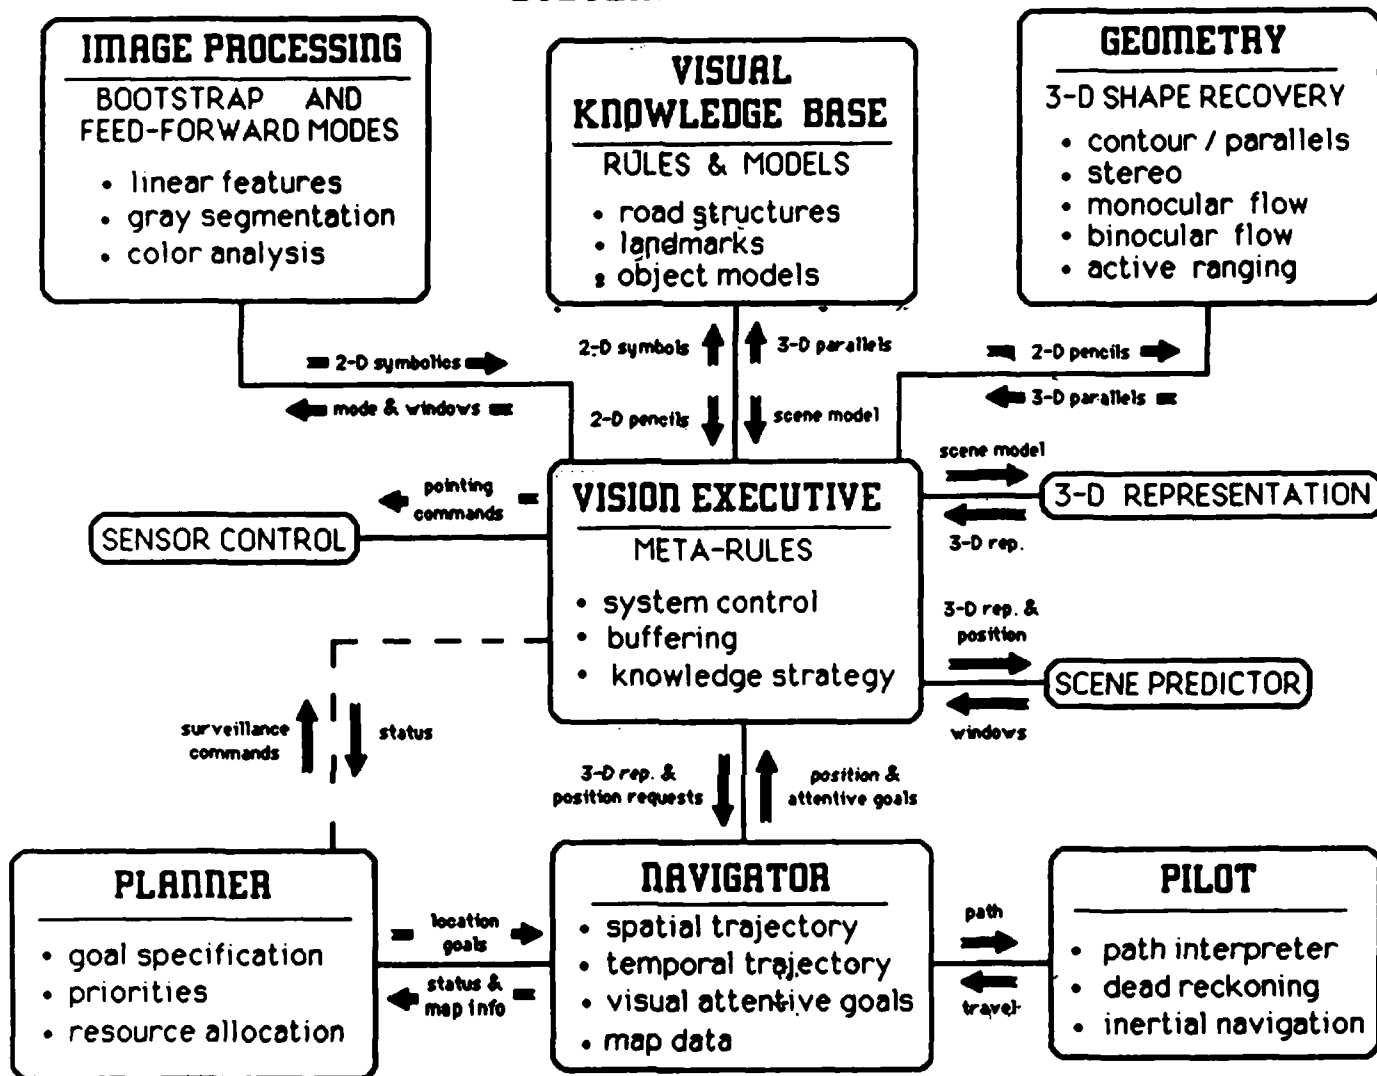 IMAGE PROCESSING
BOOTSTRAP AND
FEED-FORWARD MODES
• linear features
• gray segmentation
• color analysis
VISUAL
KNOWLEDGE BASE
RULES & MODELS
• road structures
• landmarks
• object models
GEOMETRY
3-D SHAPE RECOVERY
• contour / parallels
• stereo
• monocular flow
• binocular flow
• active ranging
2-D symbolics
mode & windows
2-D symbols
3-D parallels
2-D pencils
scene model
2-D pencils
3-D parallels
pointing
commands
SENSOR CONTROL
VISION EXECUTIVE
META-RULES
• system control
• buffering
• knowledge strategy
scene model
3-D REPRESENTATION
3-D rep.
3-D rep. &
position
SCENE PREDICTOR
windows
surveillance
commands
status
3-D rep. &
position requests
position &
attentive goals
PLANNER
• goal specification
• priorities
• resource allocation
location
goals
status &
map info
NAVIGATOR
• spatial trajectory
• temporal trajectory
• visual attentive goals
• map data
path
travel
PILOT
• path interpreter
• dead reckoning
• inertial navigation